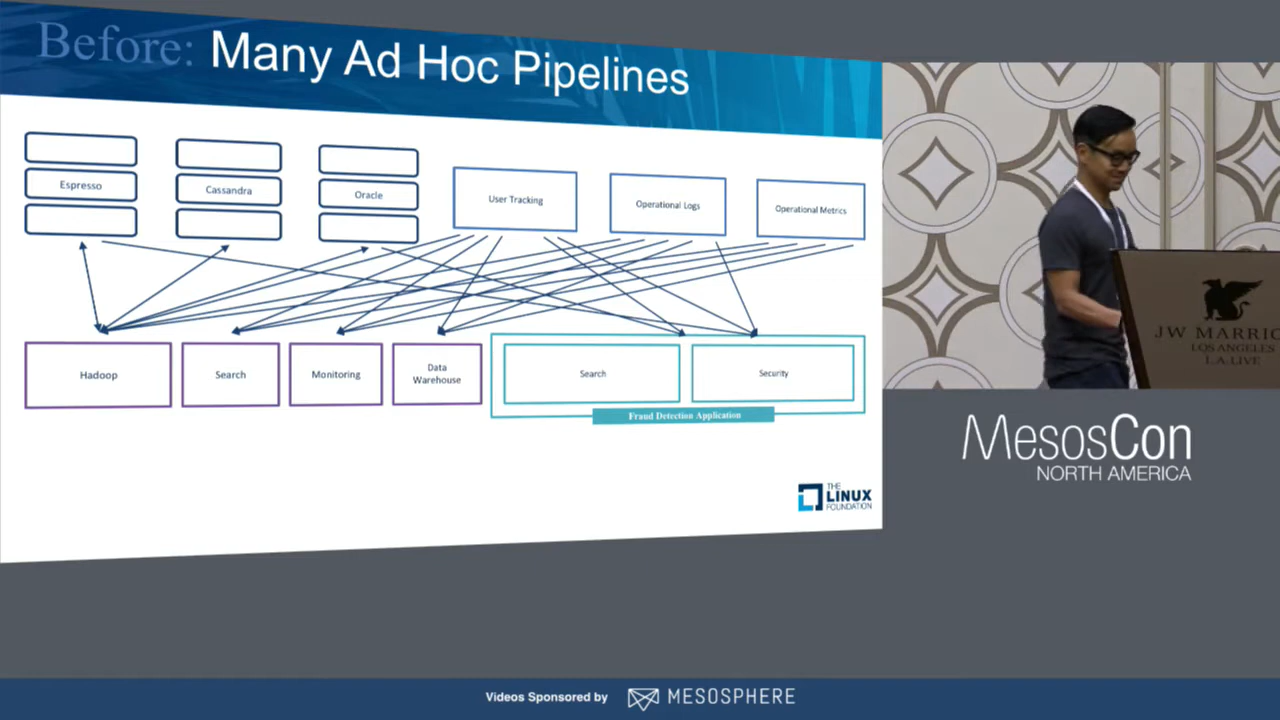 Before: Many Ad Hoc Pipelines
Espresso
Cassandra
Oracle
User Tracking
Operational Logs
Operational Metrics
Hadoop
Search
Monitoring
Data
Warehouse
Search
Security
Fraud Detection Application
THE
LINUX
FOUNDATION
JW MARRIO
LOS ANGELES
L.A. LIVE
MesosCon
NORTH AMERICA
Videos Sponsored by MESOSPHERE